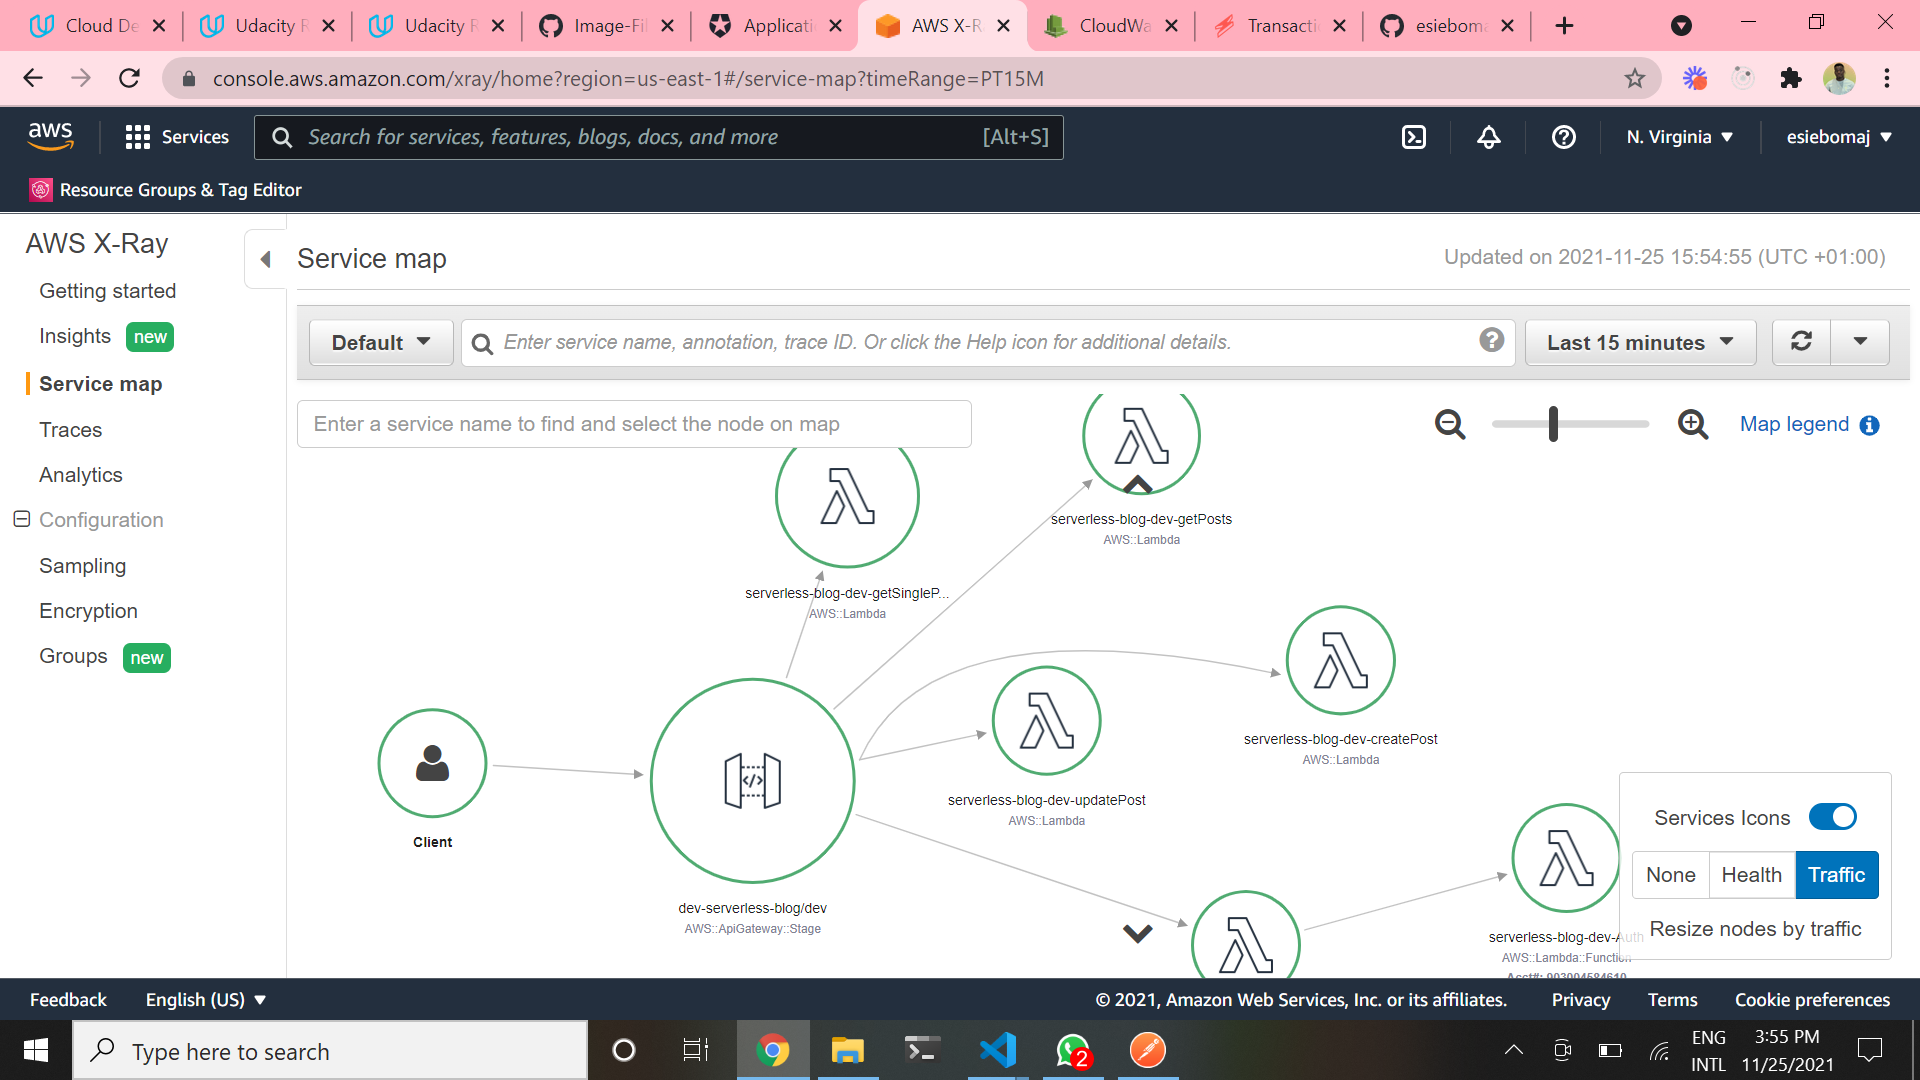 Cloud De
Udacity R
Udacity R
Image-Fil
Applicati
AWS X-R
CloudWa
Transacti
esieboma
console.aws.amazon.com/xray/home?region=us-east-1#/service-map?timeRange=PT15M
aws
Services
Search for services, features, blogs, docs, and more
[Alt+S]
N. Virginia
esiebomaj
Resource Groups & Tag Editor
AWS X-Ray
Getting started
Insights new
Service map
Traces
Analytics
Configuration
Sampling
Encryption
Groups new
Service map
Updated on 2021-11-25 15:54:55 (UTC +01:00)
Default
Enter service name, annotation, trace ID. Or click the Help icon for additional details.
Last 15 minutes
Enter a service name to find and select the node on map
Map legend
serverless-blog-dev-getPosts
AWS::Lambda
serverless-blog-dev-getSingleP...
AWS::Lambda
serverless-blog-dev-createPost
AWS::Lambda
serverless-blog-dev-updatePost
AWS::Lambda
Client
dev-serverless-blog/dev
AWS::ApiGateway::Stage
serverless-blog-dev-Auth
AWS::Lambda::Function
Acct#: 903004584610
Services Icons
None
Health
Traffic
Resize nodes by traffic
Feedback
English (US)
© 2021, Amazon Web Services, Inc. or its affiliates.
Privacy
Terms
Cookie preferences
Type here to search
2
ENG
INTL
3:55 PM
11/25/2021